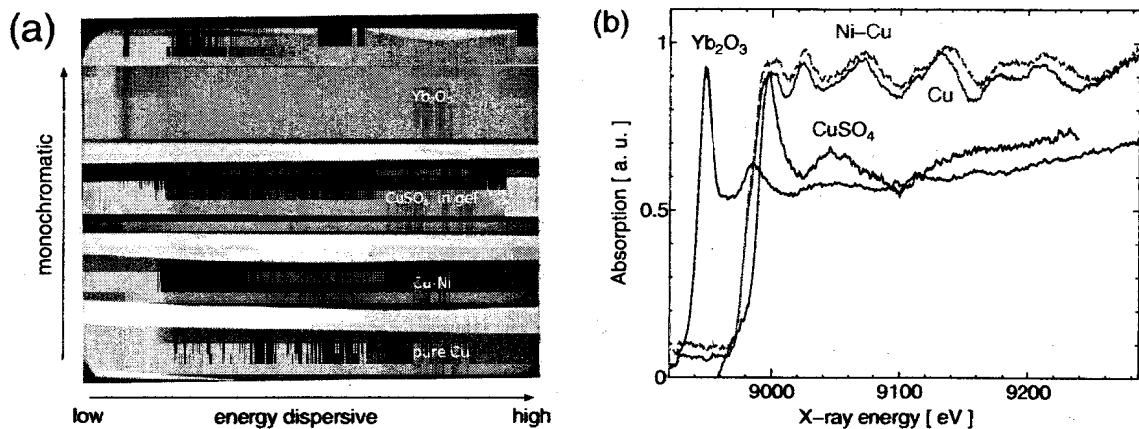 (a)
monochromatic
Yb₂O₃
CuSO₄ in gel
Cu-Ni
pure Cu
low
energy dispersive
high
(b)
Absorption [ a. u. ]
1
0.5
0
Yb₂O₃
Ni–Cu
Cu
CuSO₄
9000
9100
9200
X–ray energy [ eV ]